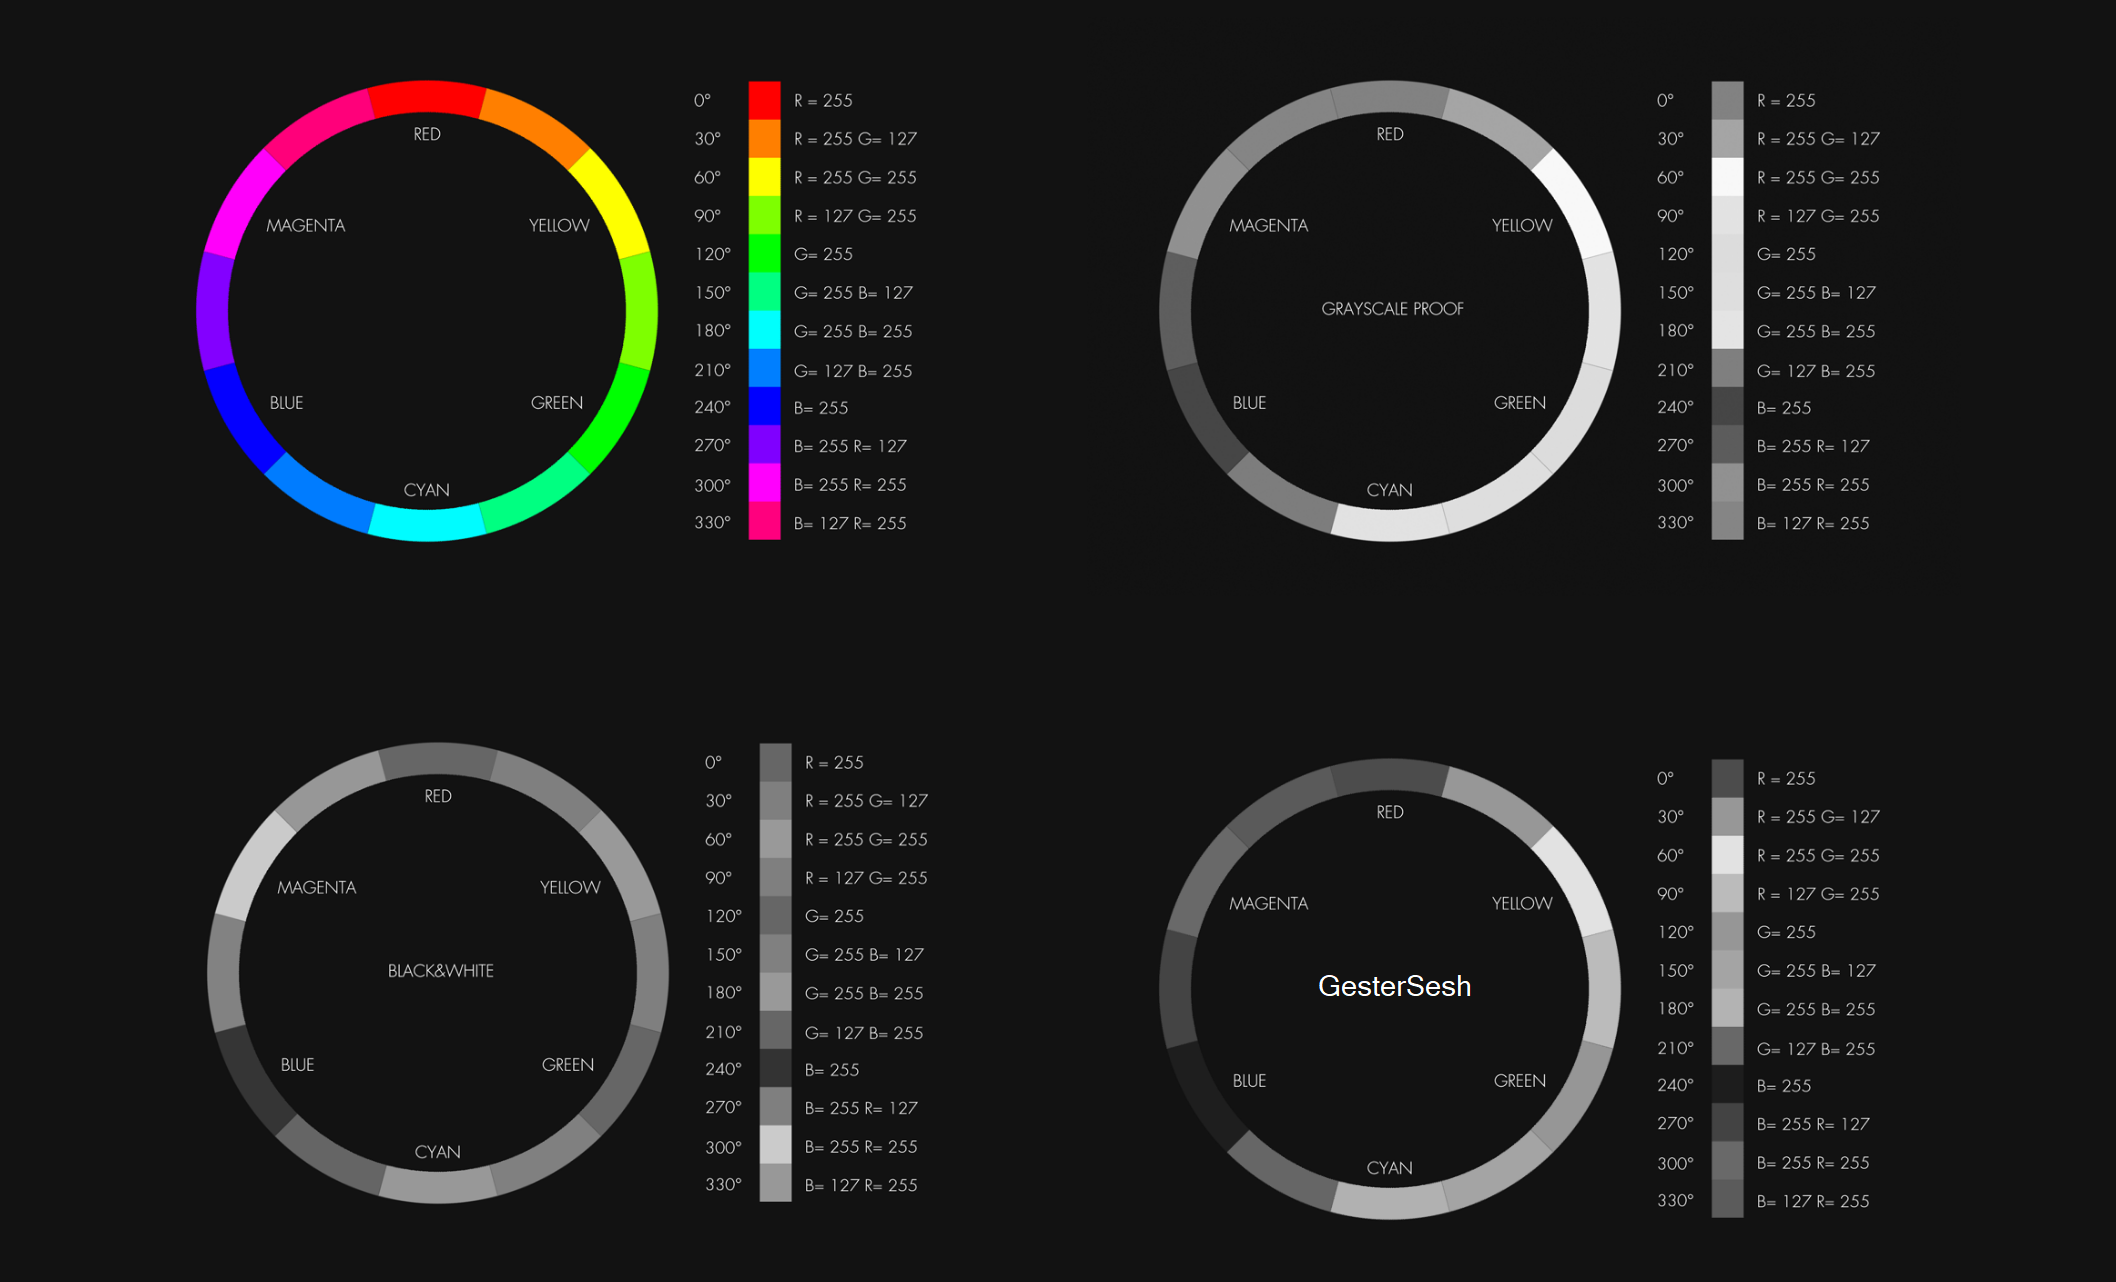 RED
YELLOW
GREEN
CYAN
BLUE
MAGENTA
0° R = 255
30° R = 255 G= 127
60° R = 255 G= 255
90° R = 127 G= 255
120° G= 255
150° G= 255 B= 127
180° G= 255 B= 255
210° G= 127 B= 255
240° B= 255
270° B= 255 R= 127
300° B= 255 R= 255
330° B= 127 R= 255
RED
YELLOW
GREEN
CYAN
BLUE
MAGENTA
GRAYSCALE PROOF
0° R = 255
30° R = 255 G= 127
60° R = 255 G= 255
90° R = 127 G= 255
120° G= 255
150° G= 255 B= 127
180° G= 255 B= 255
210° G= 127 B= 255
240° B= 255
270° B= 255 R= 127
300° B= 255 R= 255
330° B= 127 R= 255
RED
YELLOW
GREEN
CYAN
BLUE
MAGENTA
BLACK&WHITE
0° R = 255
30° R = 255 G= 127
60° R = 255 G= 255
90° R = 127 G= 255
120° G= 255
150° G= 255 B= 127
180° G= 255 B= 255
210° G= 127 B= 255
240° B= 255
270° B= 255 R= 127
300° B= 255 R= 255
330° B= 127 R= 255
RED
YELLOW
GREEN
CYAN
BLUE
MAGENTA
GesterSesh
0° R = 255
30° R = 255 G= 127
60° R = 255 G= 255
90° R = 127 G= 255
120° G= 255
150° G= 255 B= 127
180° G= 255 B= 255
210° G= 127 B= 255
240° B= 255
270° B= 255 R= 127
300° B= 255 R= 255
330° B= 127 R= 255